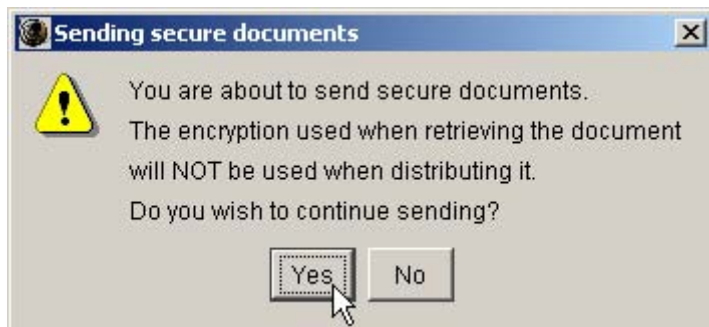 Sending secure documents
You are about to send secure documents.
The encryption used when retrieving the document
will NOT be used when distributing it.
Do you wish to continue sending?
Yes No